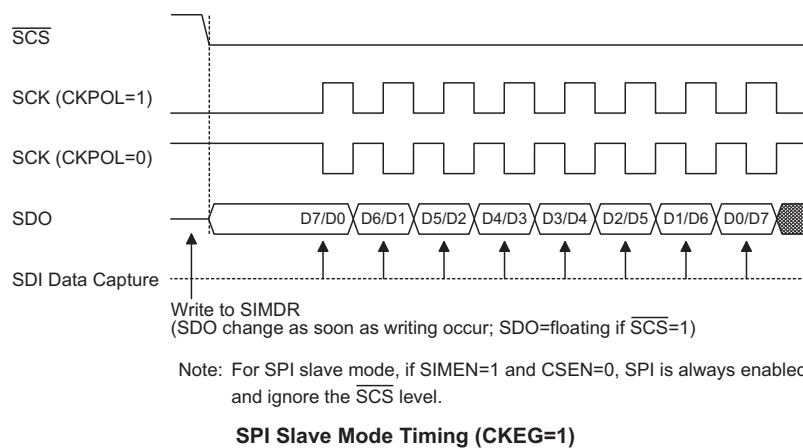 SCS
SCK (CKPOL=1)
SCK (CKPOL=0)
SDO D7/D0 D6/D1 D5/D2 D4/D3 D3/D4 D2/D5 D1/D6 D0/D7
SDI Data Capture
Write to SIMDR
(SDO change as soon as writing occur; SDO=floating if SCS=1)
Note: For SPI slave mode, if SIMEN=1 and CSEN=0, SPI is always enabled
and ignore the SCS level.
SPI Slave Mode Timing (CKEG=1)